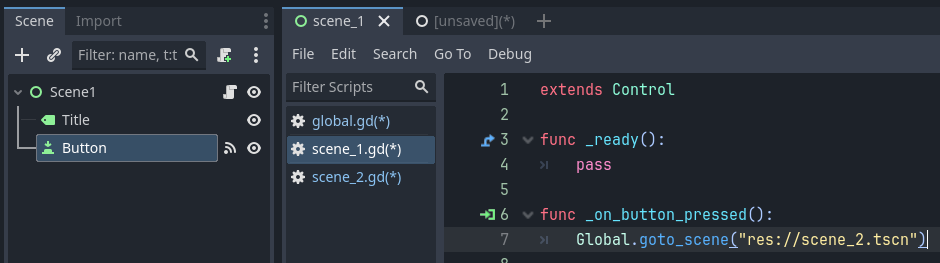 Scene Import
Filter: name, t:t
Scene1
Title
Button
scene_1 [unsaved](*)
File Edit Search Go To Debug
Filter Scripts
global.gd(*)
scene_1.gd(*)
scene_2.gd(*)
1 extends Control
2
3 func _ready():
4 pass
5
6 func _on_button_pressed():
7 Global.goto_scene("res://scene_2.tscn")